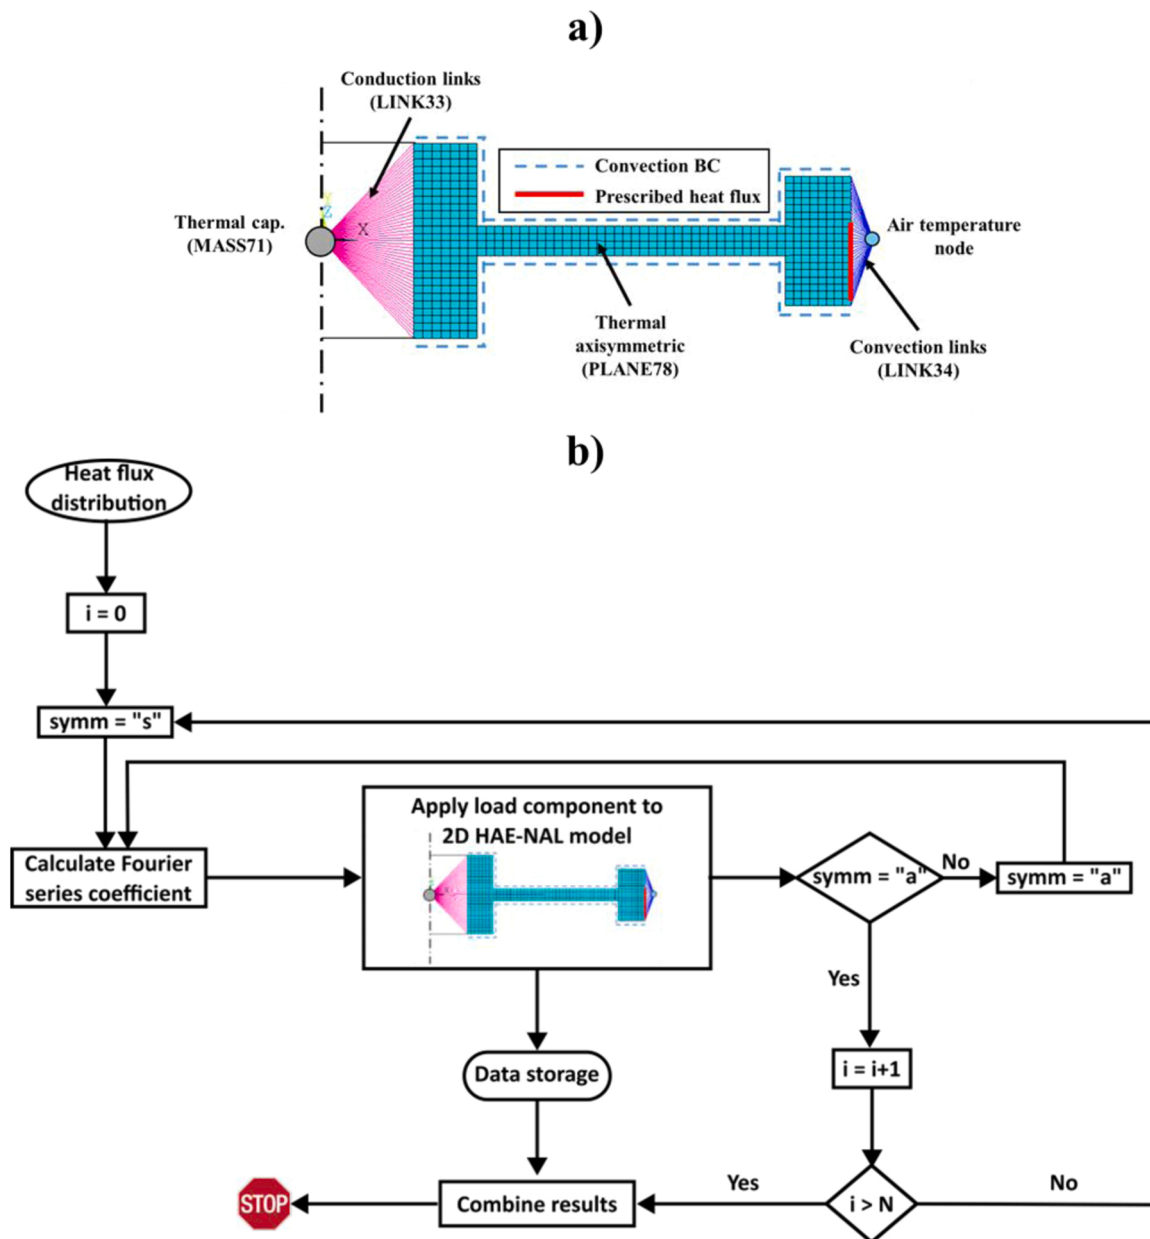 a)
Conduction links
(LINK33)
Convection BC
Prescribed heat flux
Thermal cap.
(MASS71)
Y
Z
X
Air temperature
node
Thermal
axisymmetric
(PLANE78)
Convection links
(LINK34)
b)
Heat flux
distribution
i = 0
symm = "s"
Apply load component to
2D HAE-NAL model
Calculate Fourier
series coefficient
symm = "a"
No
symm = "a"
Yes
Data storage
i = i+1
STOP
Combine results
Yes
i > N
No